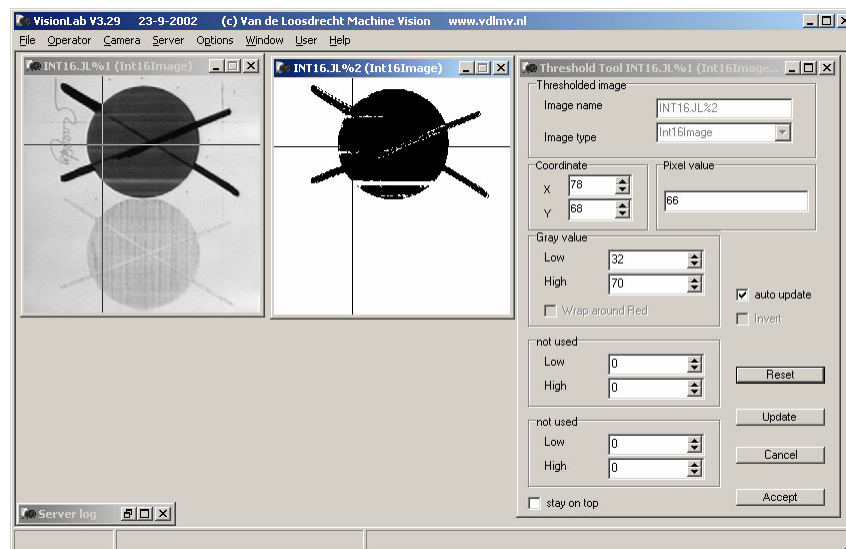 VisionLab V3.29 23-9-2002 (c) Van de Loosdrecht Machine Vision www.vdlmv.nl
File Operator Camera Server Options Window User Help
INT16.JL%1 (Int16Image)
INT16.JL%2 (Int16Image)
Threshold Tool INT16.JL%1 (Int16Image...
Thresholded image
Image name INT16.JL%2
Image type Int16Image
Coordinate
X 78
Y 68
Pixel value
66
Gray value
Low 32
High 70
Wrap around Red
auto update
Invert
not used
Low 0
High 0
Reset
not used
Low 0
High 0
Update
Cancel
Accept
stay on top
Server log